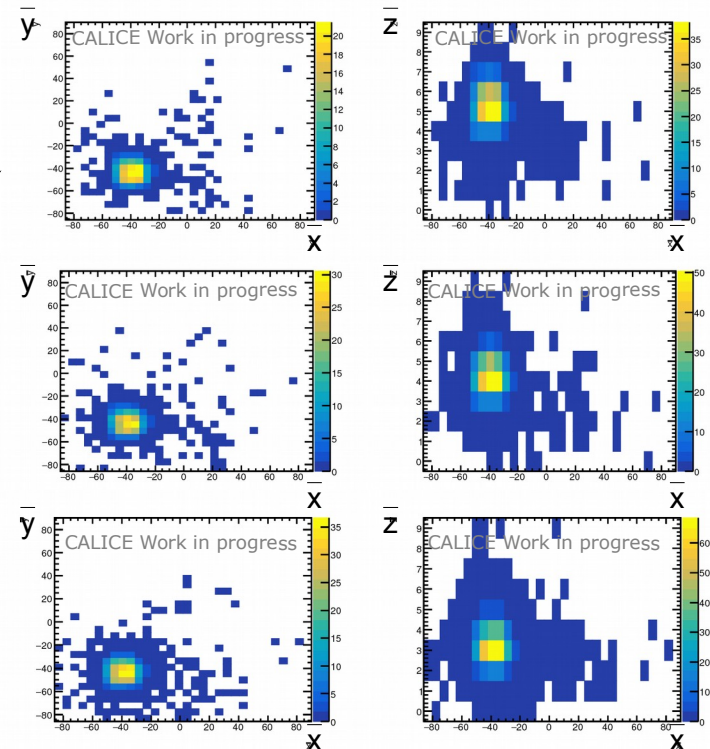 y̅ z̅
CALICE Work in progress CALICE Work in progress
80 60 40 20 0 −20 −40 −60 −80
20 18 16 14 12 10 8 6 4 2 0
9 8 7 6 5 4 3 2 1 0
35 30 25 20 15 10 5 0
−80 −60 −40 −20 0 20 40 60 80
−80 −60 −40 −20 0 20 40 60 80
x̅ x̅
y̅ z̅
CALICE Work in progress CALICE Work in progress
80 60 40 20 0 −20 −40 −60 −80
30 25 20 15 10 5 0
9 8 7 6 5 4 3 2 1 0
50 40 30 20 10 0
−80 −60 −40 −20 0 20 40 60 80
−80 −60 −40 −20 0 20 40 60 80
x̅ x̅
y̅ z̅
CALICE Work in progress CALICE Work in progress
80 60 40 20 0 −20 −40 −60 −80
35 30 25 20 15 10 5 0
9 8 7 6 5 4 3 2 1 0
60 50 40 30 20 10 0
−80 −60 −40 −20 0 20 40 60 80
−80 −60 −40 −20 0 20 40 60 80
x̅ x̅